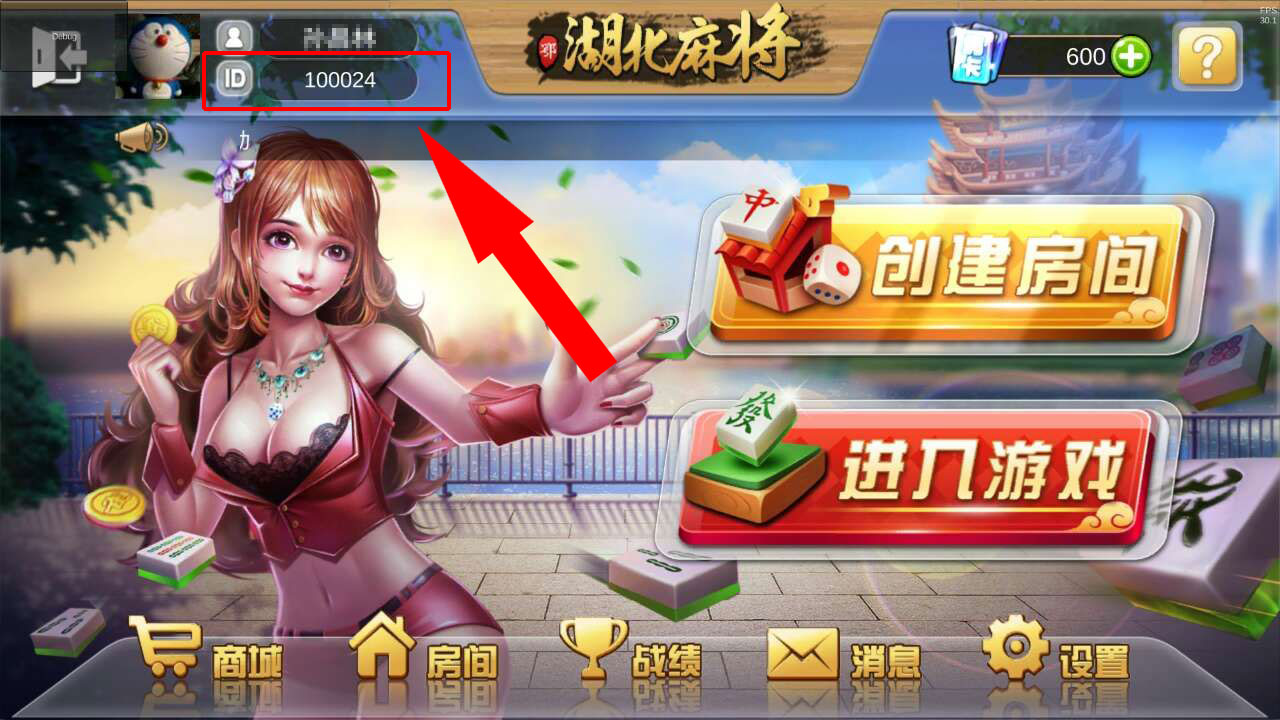 Debug
鄂 湖北麻将
FPS
30.1
ID 100024
房卡 600
?
力
中
创建房间
發
进入游戏
商城 房间 战绩 消息 设置